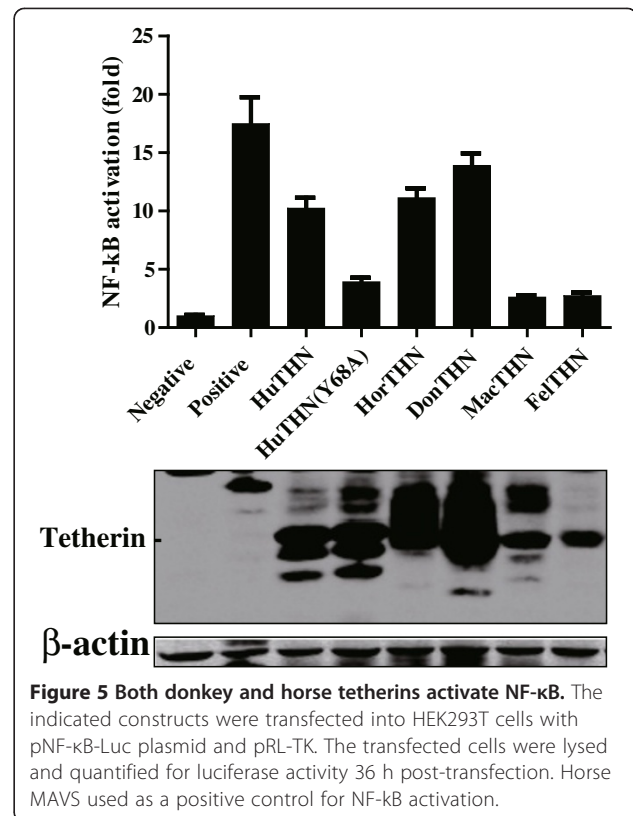 25
20
15
10
5
0
NF-kB activation (fold)
Negative
Positive
HuTHN
HuTHN(Y68A)
HorTHN
DonTHN
MacTHN
FelTHN
Tetherin
β-actin
Figure 5 Both donkey and horse tetherins activate NF-κB. The
indicated constructs were transfected into HEK293T cells with
pNF-κB-Luc plasmid and pRL-TK. The transfected cells were lysed
and quantified for luciferase activity 36 h post-transfection. Horse
MAVS used as a positive control for NF-kB activation.